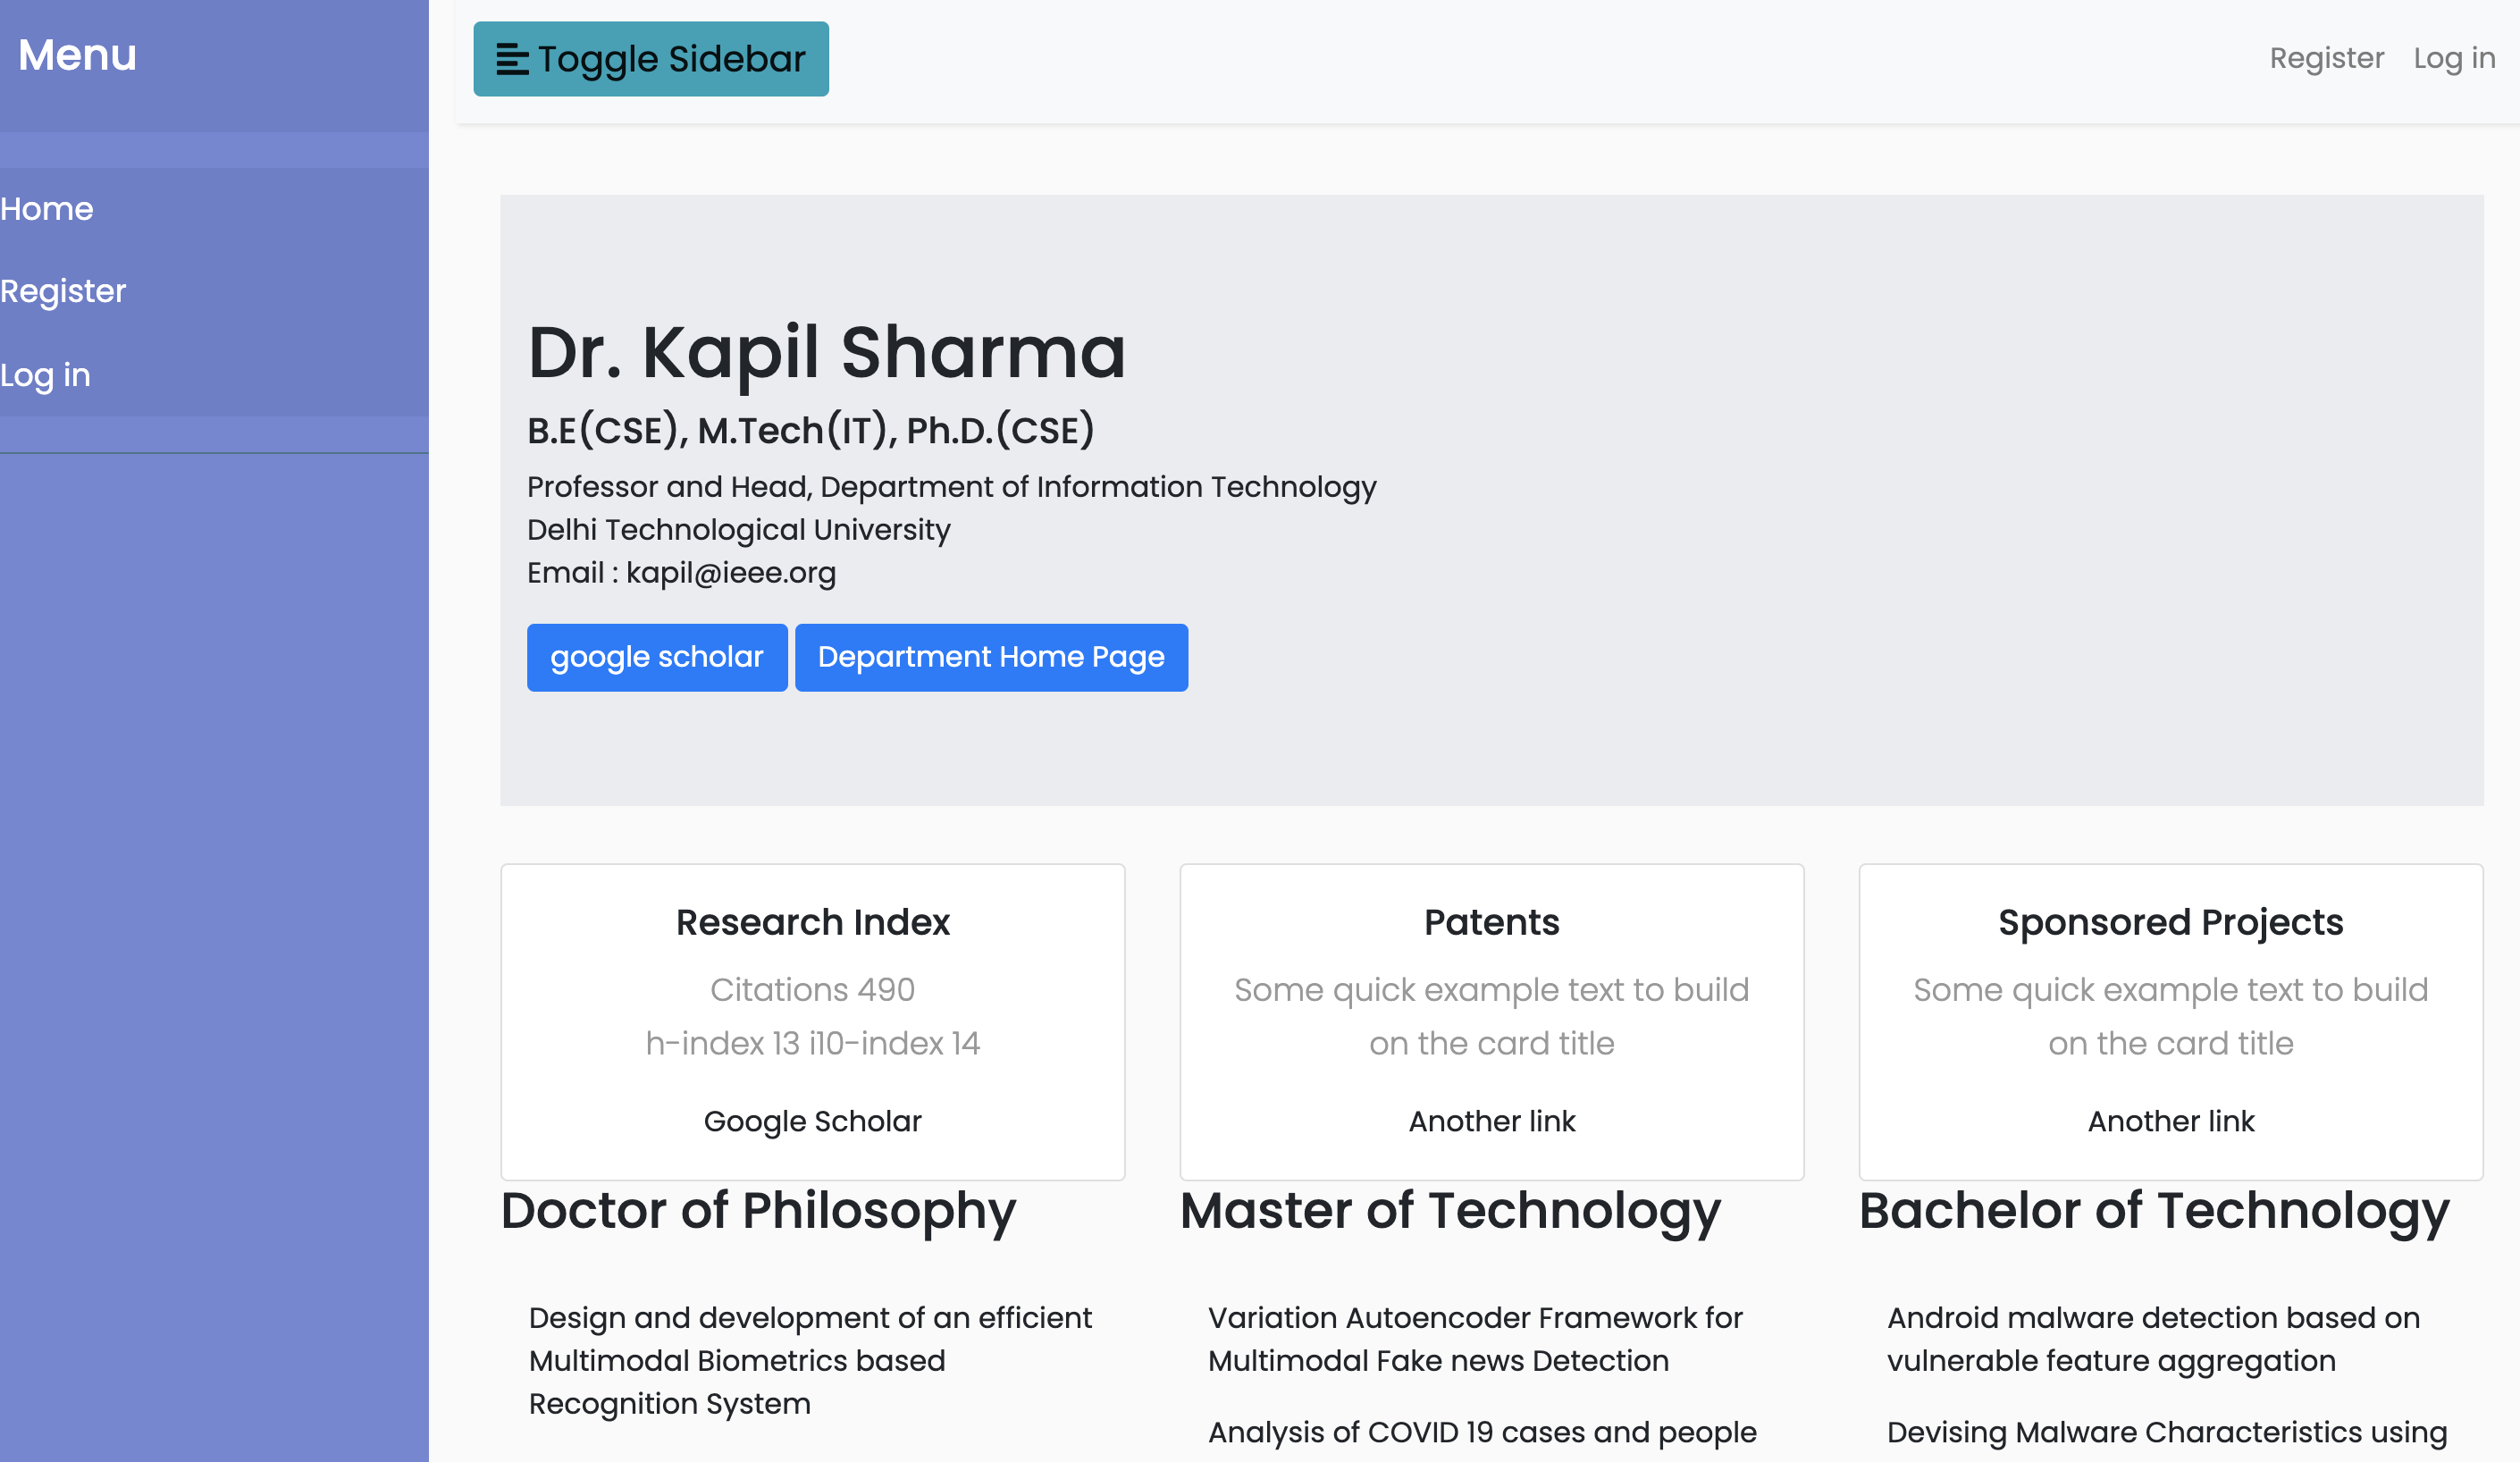 Menu
Home
Register
Log in
Toggle Sidebar
Register
Log in
Dr. Kapil Sharma
B.E(CSE), M.Tech(IT), Ph.D.(CSE)
Professor and Head, Department of Information Technology
Delhi Technological University
Email : kapil@ieee.org
google scholar
Department Home Page
Research Index
Citations 490
h-index 13 i10-index 14
Google Scholar
Patents
Some quick example text to build
on the card title
Another link
Sponsored Projects
Some quick example text to build
on the card title
Another link
Doctor of Philosophy
Design and development of an efficient
Multimodal Biometrics based
Recognition System
Master of Technology
Variation Autoencoder Framework for
Multimodal Fake news Detection
Analysis of COVID 19 cases and people
Bachelor of Technology
Android malware detection based on
vulnerable feature aggregation
Devising Malware Characteristics using